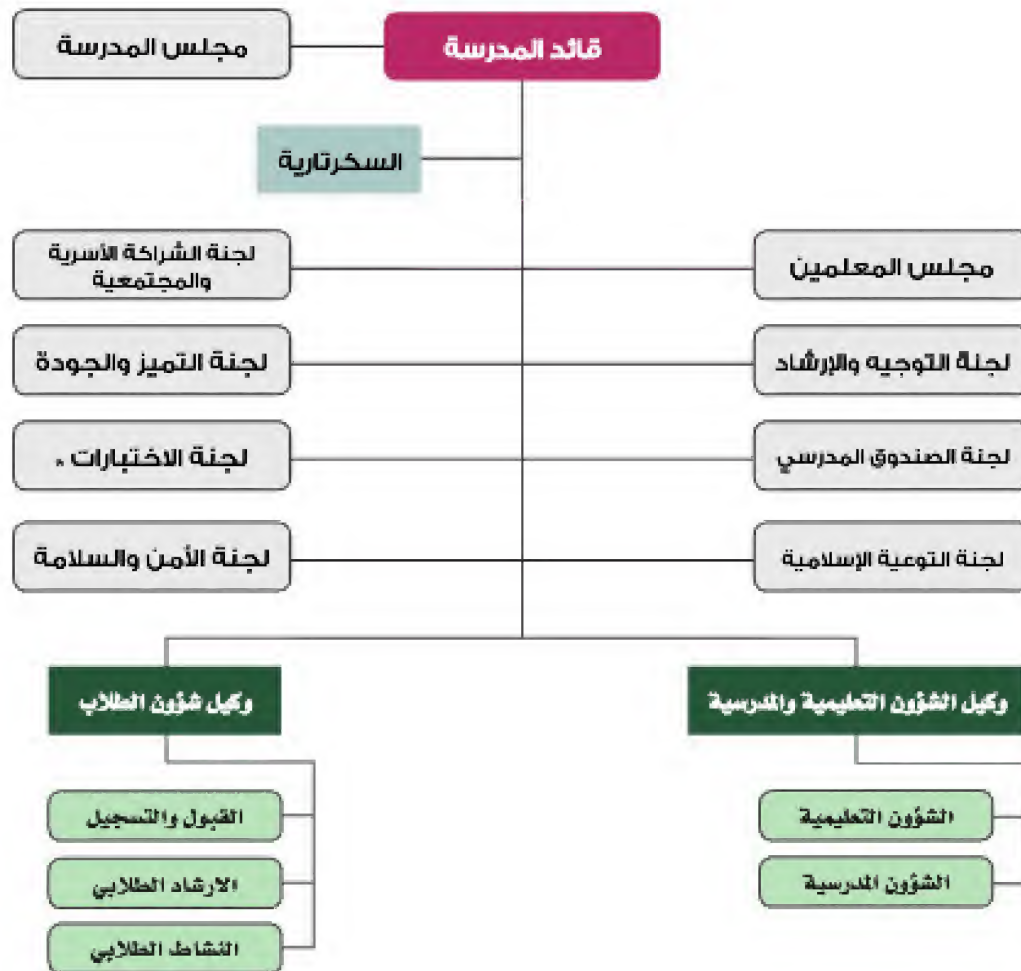 قائد المدرسة
مجلس المدرسة
السكرتارية
مجلس المعلمين
لجنة الشراكة الأسرية
والمجتمعية
لجنة التوجيه والإرشاد
لجنة التميز والجودة
لجنة الصندوق المدرسي
لجنة الاختبارات *
لجنة التوعية الإسلامية
لجنة الأمن والسلامة
وكيل الشؤون التعليمية والمدرسية
وكيل شؤون الطلاب
الشؤون التعليمية
القبول والتسجيل
الشؤون المدرسية
الارشاد الطلابي
النشاط الطلابي